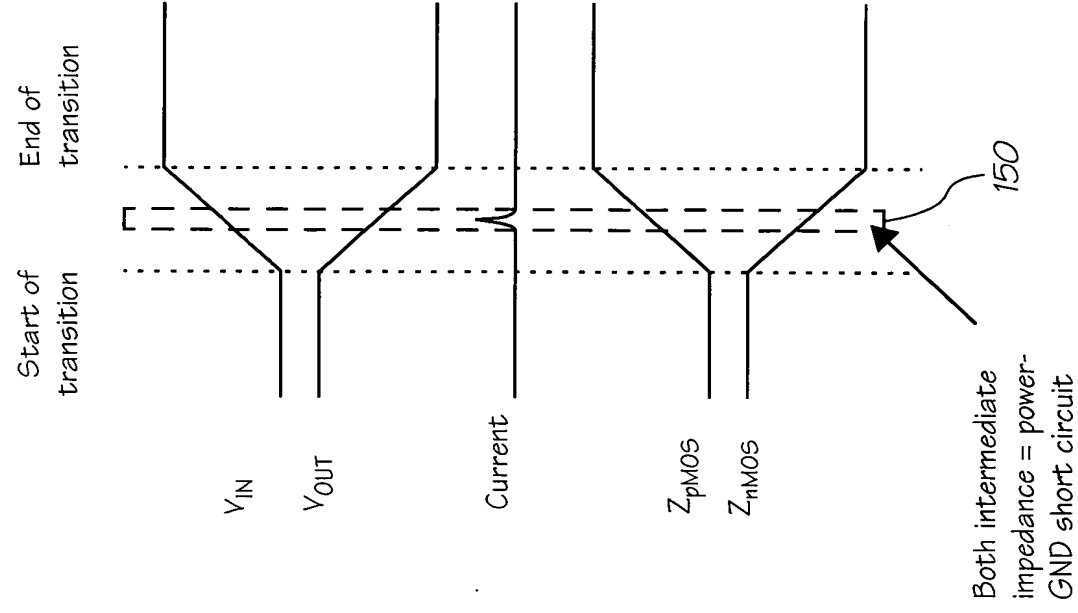 Start of
transition
End of
transition
V_IN
V_OUT
Current
Z_pMOS
Z_nMOS
150
Both intermediate
impedance = power-
GND short circuit